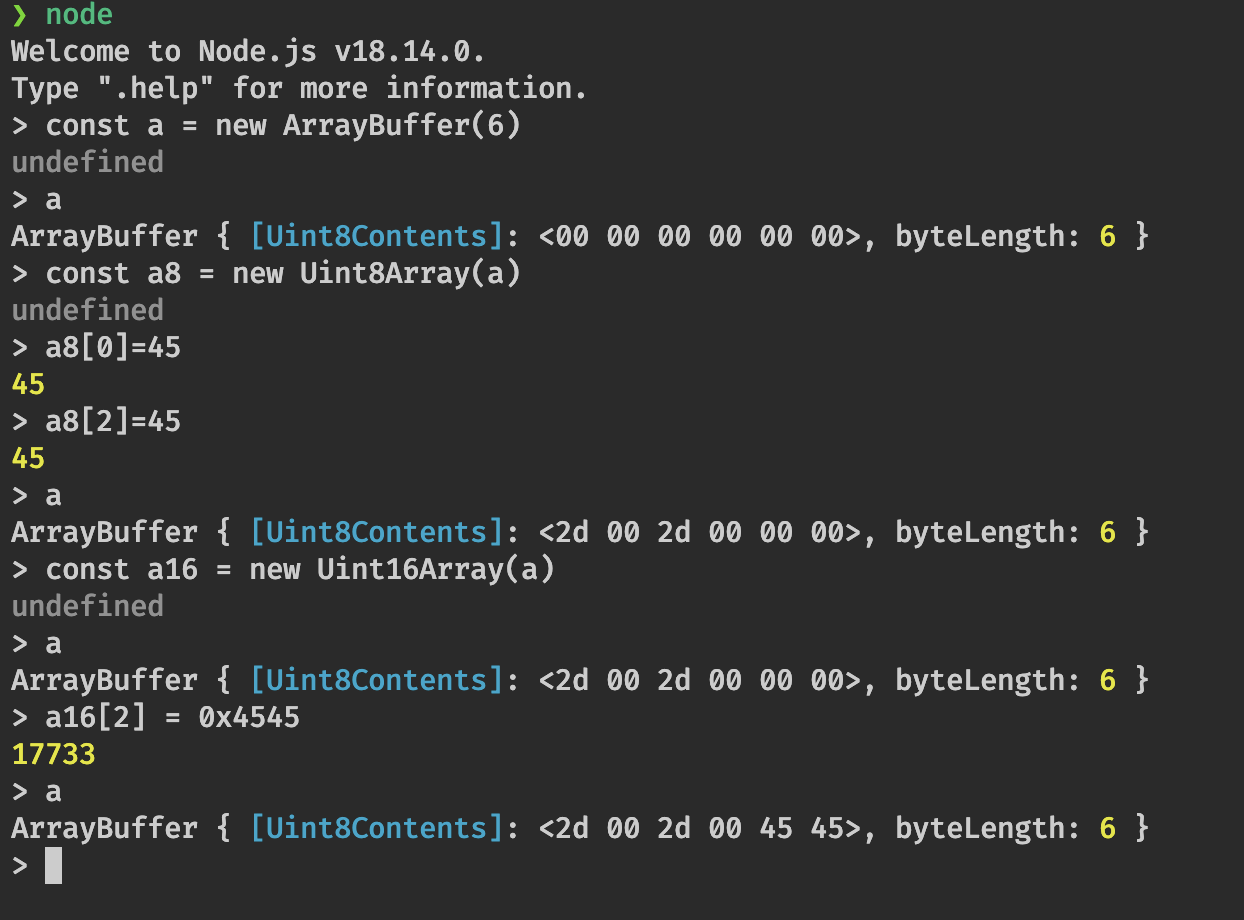 ❯ node
Welcome to Node.js v18.14.0.
Type ".help" for more information.
> const a = new ArrayBuffer(6)
undefined
> a
ArrayBuffer { [Uint8Contents]: <00 00 00 00 00 00>, byteLength: 6 }
> const a8 = new Uint8Array(a)
undefined
> a8[0]=45
45
> a8[2]=45
45
> a
ArrayBuffer { [Uint8Contents]: <2d 00 2d 00 00 00>, byteLength: 6 }
> const a16 = new Uint16Array(a)
undefined
> a
ArrayBuffer { [Uint8Contents]: <2d 00 2d 00 00 00>, byteLength: 6 }
> a16[2] = 0x4545
17733
> a
ArrayBuffer { [Uint8Contents]: <2d 00 2d 00 45 45>, byteLength: 6 }
>